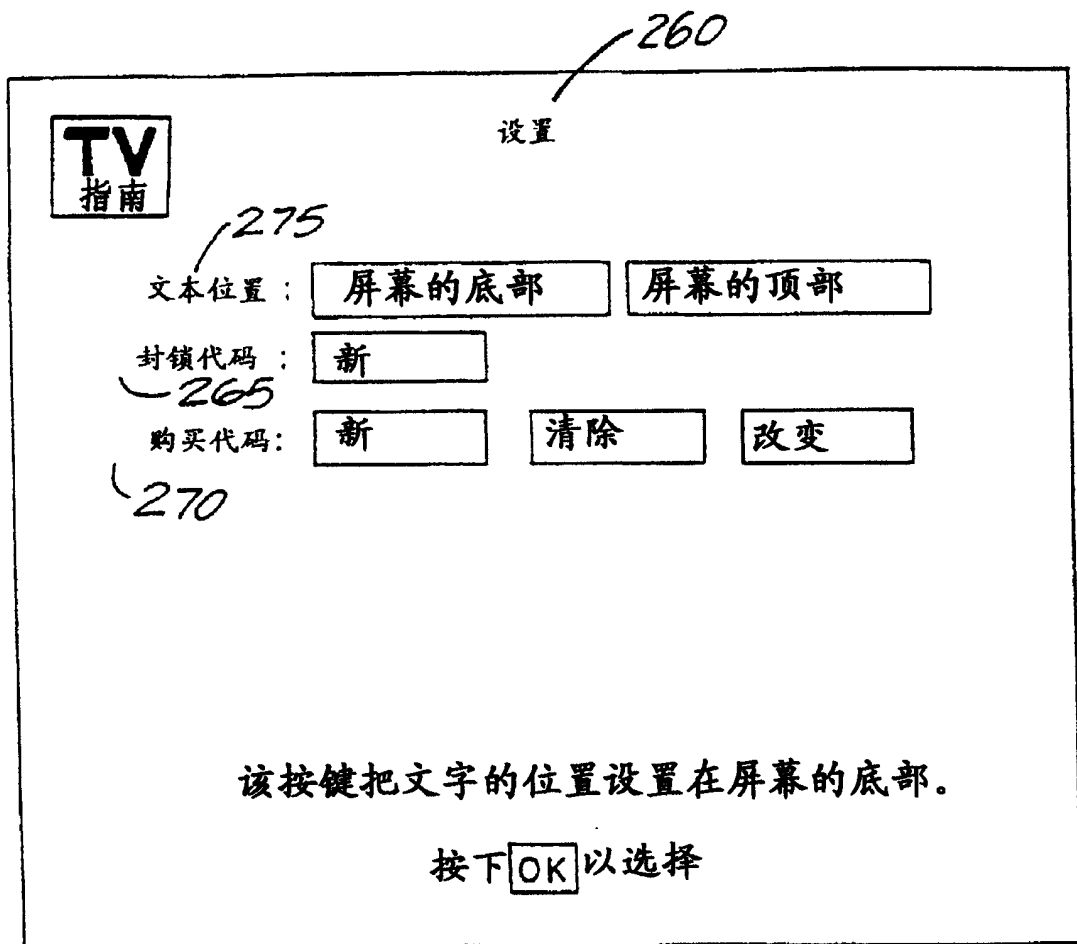 260
设置
TV
指南
275
文本位置: 屏幕的底部 屏幕的顶部
封锁代码: 新
265
购买代码: 新 清除 改变
270
该按键把文字的位置设置在屏幕的底部。
按下OK以选择